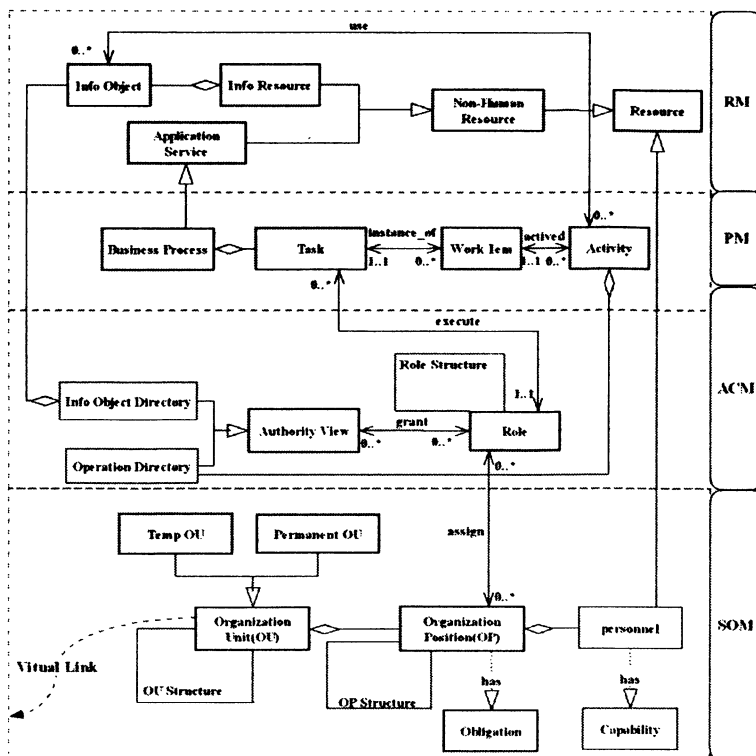 use
0..*
Info Object
Info Resource
Non-Human
Resource
Resource
RM
Application
Service
0..*
instance_of
actived
Business Process
Task
Work Iem
Activity
PM
1..1
0..*
1..1
0..*
0..*
execute
Role Structure
ACM
1..1
Info Object Directory
Authority View
grant
Role
0..*
0..*
0..*
Operation Directory
Temp OU
Permanent OU
assign
0..*
Organization
Unit(OU)
Organization
Position(OP)
personnel
SOM
Vitual Link
OU Structure
OP Structure
has
has
Obligation
Capability